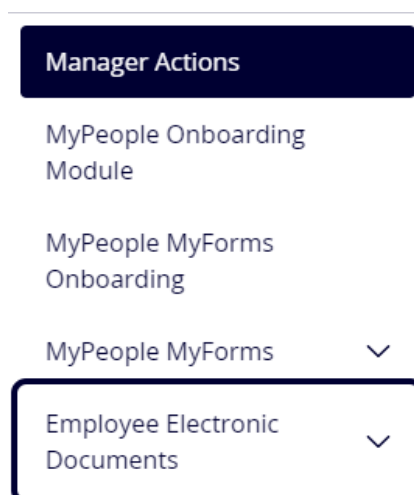 Manager Actions
MyPeople Onboarding
Module
MyPeople MyForms
Onboarding
MyPeople MyForms
Employee Electronic
Documents